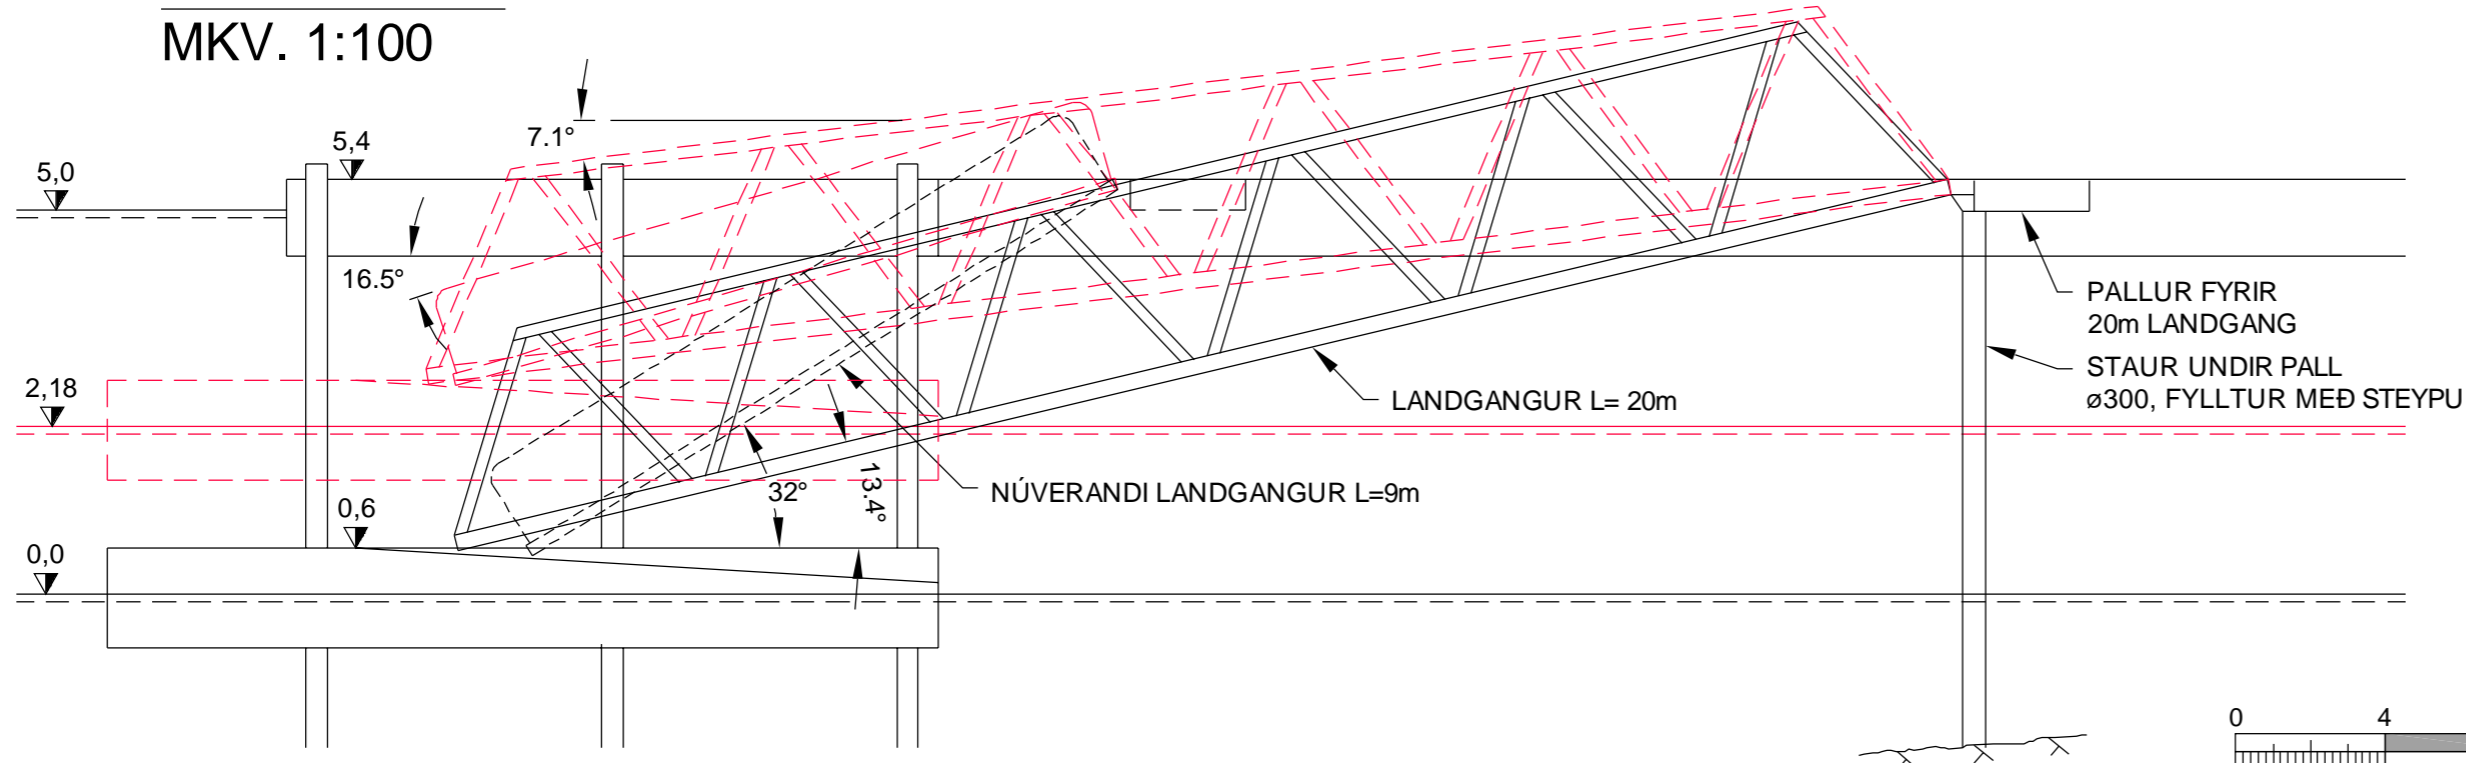 MKV. 1:100
7.1°
5,4
5,0
16.5°
PALLUR FYRIR
20m LANDGANG
STAUR UNDIR PALL
ø300, FYLLTUR MEÐ STEYPU
2,18
LANDGANGUR L= 20m
32°
13.4°
NÚVERANDI LANDGANGUR L=9m
0,6
0,0
0 4